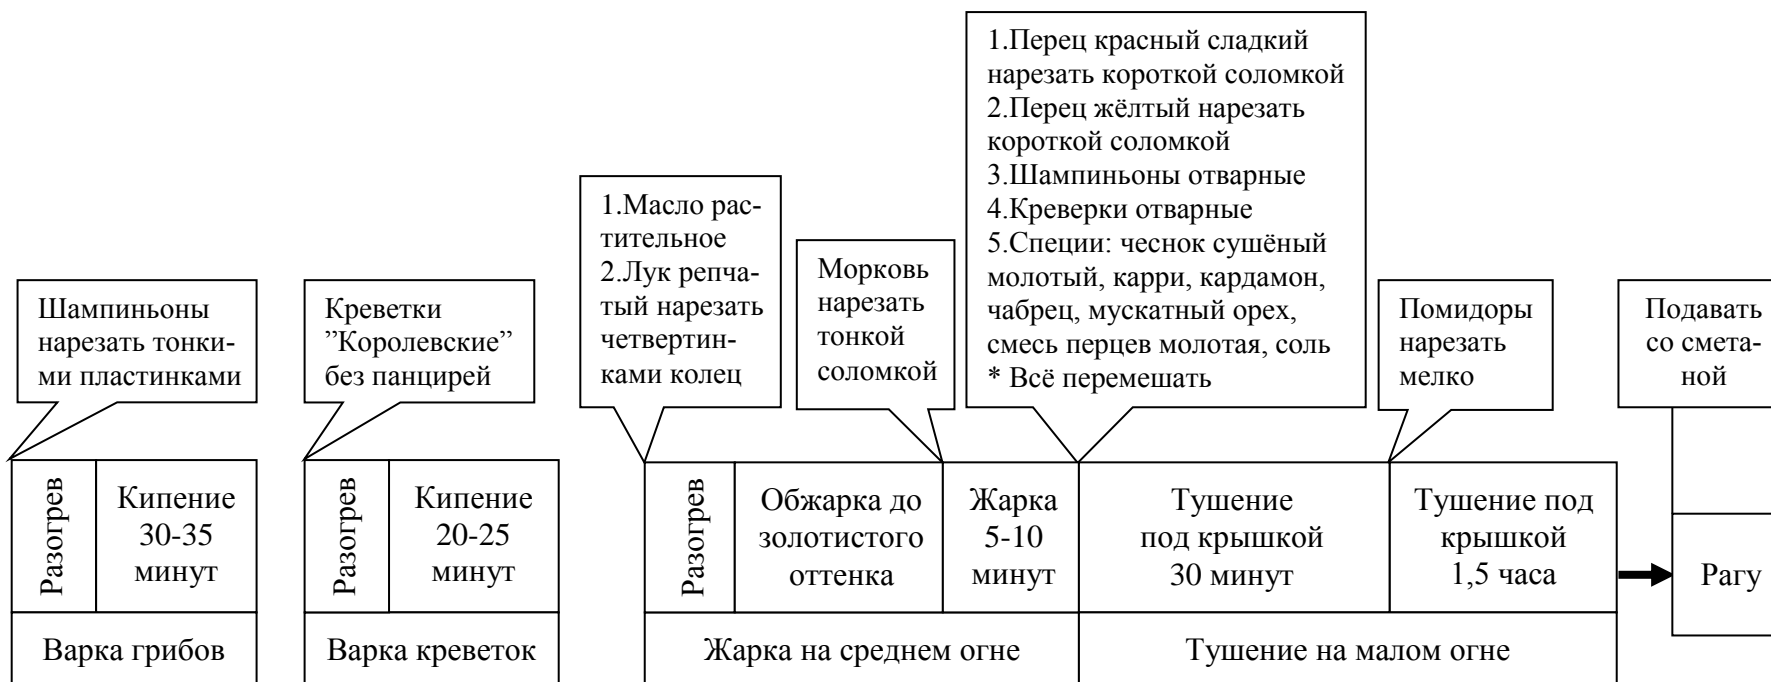 Шампиньоны
нарезать тонки-
ми пластинками
Разогрев
Кипение
30-35
минут
Варка грибов
Креветки
”Королевские”
без панцирей
Разогрев
Кипение
20-25
минут
Варка креветок
1.Масло рас-
тительное
2.Лук репча-
тый нарезать
четвертин-
ками колец
Разогрев
Обжарка до
золотистого
оттенка
Морковь
нарезать
тонкой
соломкой
Жарка
5-10
минут
Жарка на среднем огне
1.Перец красный сладкий
нарезать короткой соломкой
2.Перец жёлтый нарезать
короткой соломкой
3.Шампиньоны отварные
4.Креверки отварные
5.Специи: чеснок сушёный
молотый, карри, кардамон,
чабрец, мускатный орех,
смесь перцев молотая, соль
* Всё перемешать
Тушение
под крышкой
30 минут
Помидоры
нарезать
мелко
Тушение под
крышкой
1,5 часа
Тушение на малом огне
Подавать
со смета-
ной
Рагу